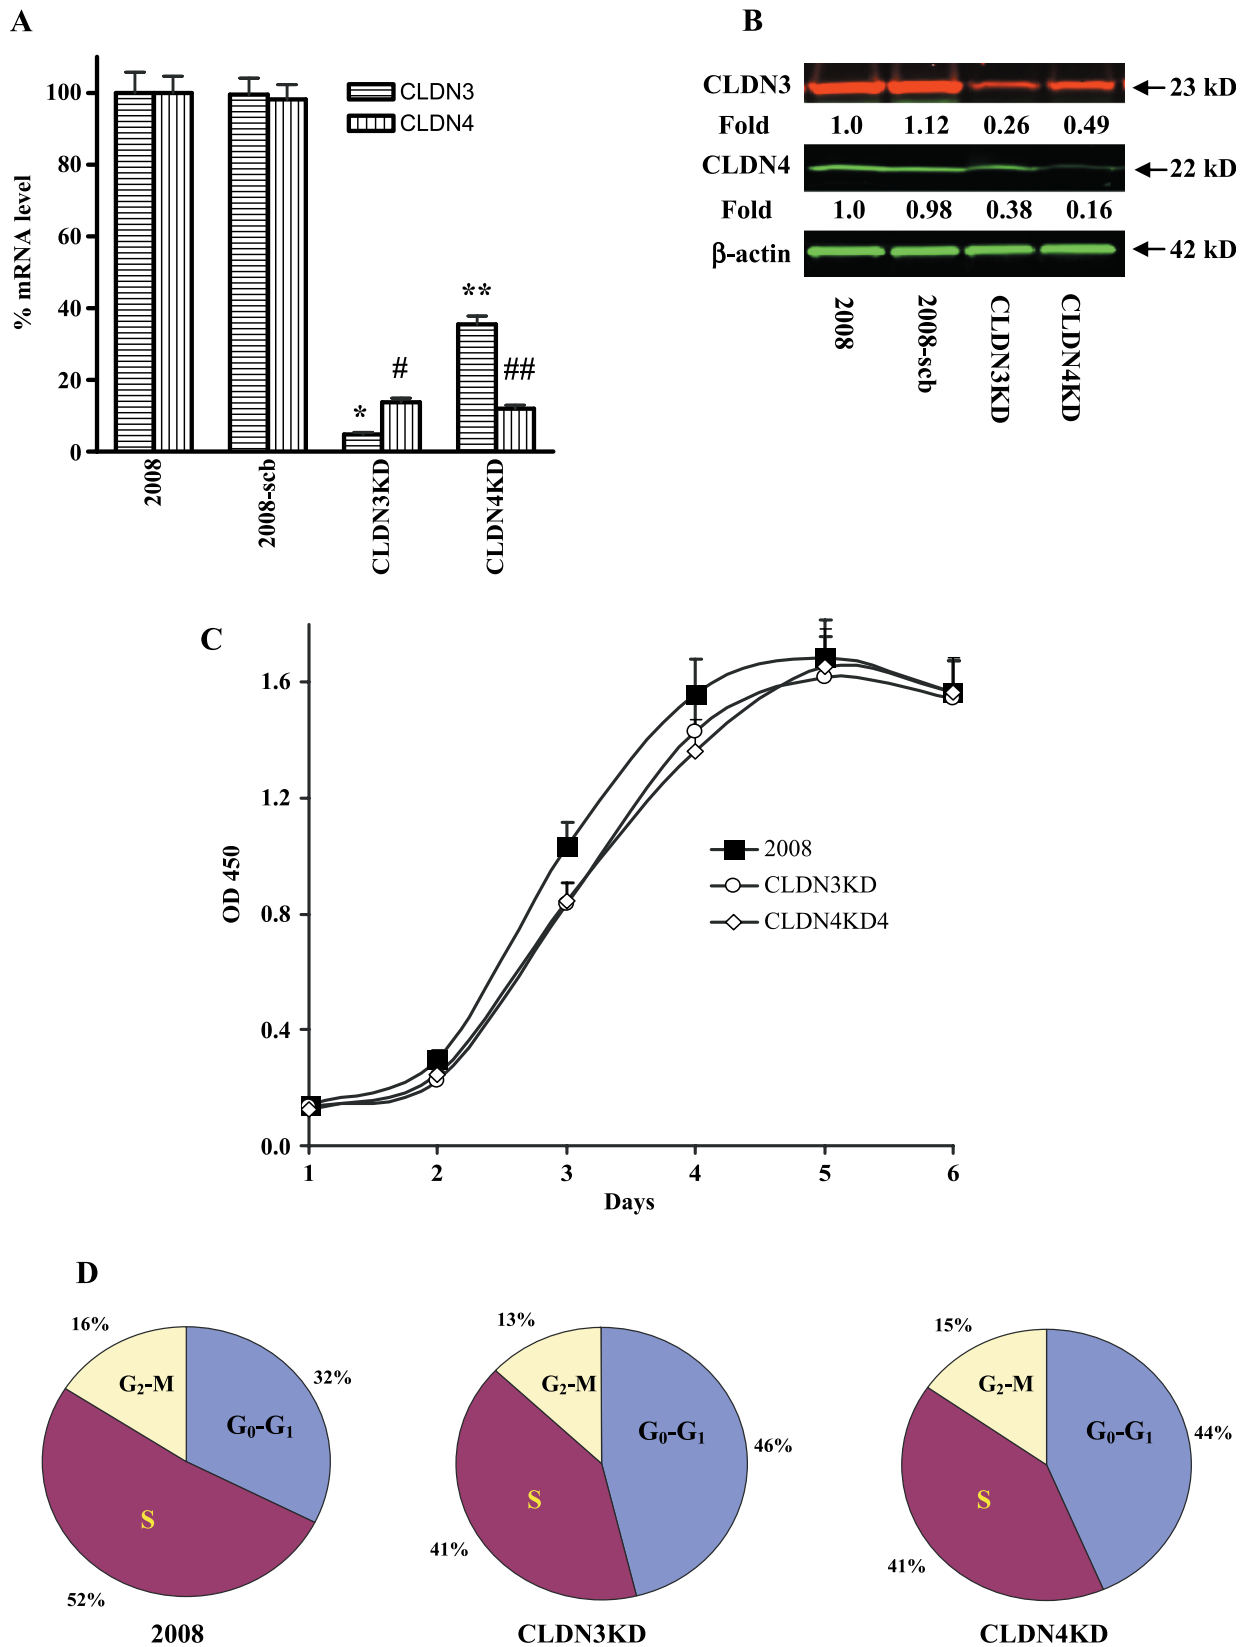 A
% mRNA level
100
80
60
40
20
0
CLDN3
CLDN4
*
#
**
##
2008
2008-scb
CLDN3KD
CLDN4KD
B
CLDN3 23 kD
Fold 1.0 1.12 0.26 0.49
CLDN4 22 kD
Fold 1.0 0.98 0.38 0.16
β-actin 42 kD
2008
2008-scb
CLDN3KD
CLDN4KD
C
OD 450
1.6
1.2
0.8
0.4
0.0
2008
CLDN3KD
CLDN4KD4
1 2 3 4 5 6
Days
D
16%
G₂-M
32%
G₀-G₁
S
52%
2008
13%
G₂-M
46%
G₀-G₁
S
41%
CLDN3KD
15%
G₂-M
44%
G₀-G₁
S
41%
CLDN4KD